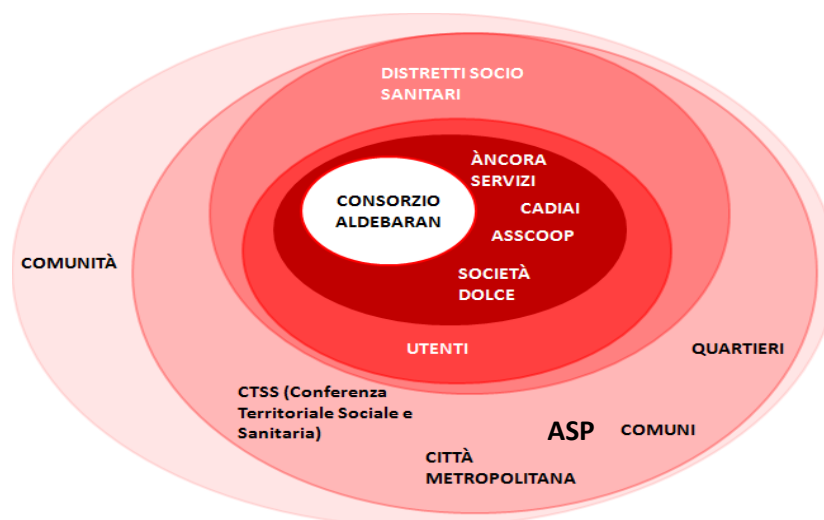 DISTRETTI SOCIO
SANITARI
ÀNCORA
SERVIZI
CONSORZIO
ALDEBARAN
CADIAI
ASSCOOP
COMUNITÀ
SOCIETÀ
DOLCE
UTENTI
QUARTIERI
CTSS (Conferenza
Territoriale Sociale e
Sanitaria)
ASP
COMUNI
CITTÀ
METROPOLITANA